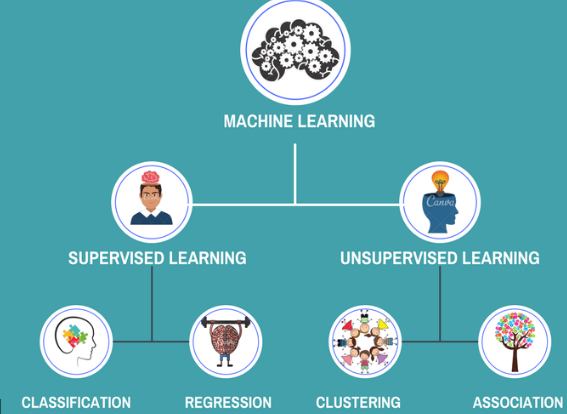 MACHINE LEARNING
Canva
SUPERVISED LEARNING
UNSUPERVISED LEARNING
CLASSIFICATION
REGRESSION
CLUSTERING
ASSOCIATION